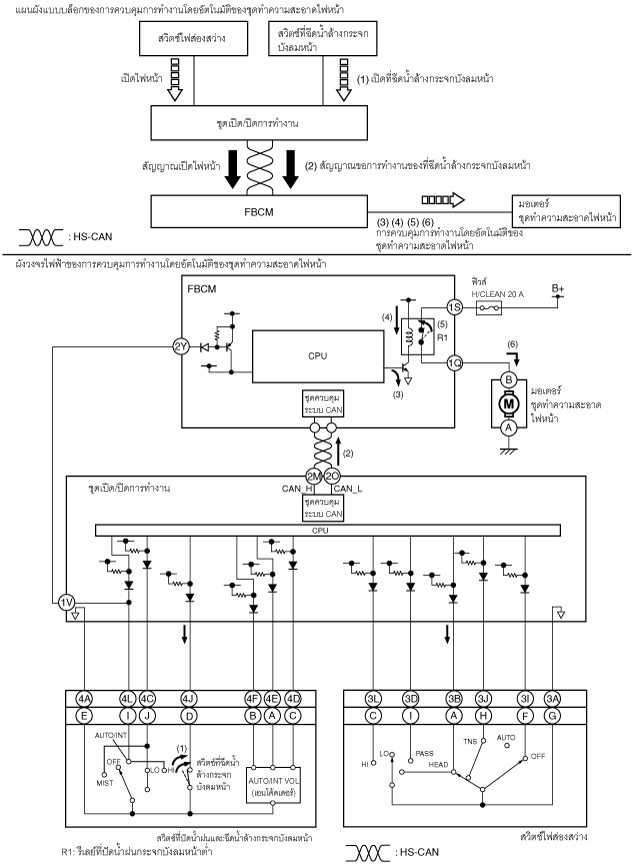 แผนผังแบบบล็อกของการควบคุมการทำงานโดยอัตโนมัติของชุดทำความสะอาดไฟหน้า
สวิตช์ไฟส่องสว่าง
สวิตช์ที่ฉีดน้ำล้างกระจก
บังลมหน้า
เปิดไฟหน้า
(1) เปิดที่ฉีดน้ำล้างกระจกบังลมหน้า
ชุดเปิด/ปิดการทำงาน
สัญญาณเปิดไฟหน้า
(2) สัญญาณขอการทำงานของที่ฉีดน้ำล้างกระจกบังลมหน้า
FBCM
มอเตอร์
ชุดทำความสะอาดไฟหน้า
: HS-CAN
(3) (4) (5) (6)
การควบคุมการทำงานโดยอัตโนมัติของ
ชุดทำความสะอาดไฟหน้า
ผังวงจรไฟฟ้าของการควบคุมการทำงานโดยอัตโนมัติของชุดทำความสะอาดไฟหน้า
FBCM
ฟิวส์
H/CLEAN 20 A
B+
1S
(4)
(5)
R1
2Y
CPU
1Q
(6)
(3)
B
M
A
มอเตอร์
ชุดทำความสะอาด
ไฟหน้า
ชุดควบคุม
ระบบ CAN
(2)
ชุดเปิด/ปิดการทำงาน
2M
2O
CAN_H
CAN_L
ชุดควบคุม
ระบบ CAN
CPU
1V
4A 4L 4C 4J 4F 4E 4D
3L 3D 3B 3J 3I 3A
E I J D B A C
C I A H F G
AUTO/INT
OFF
MIST
LO
HI
(1)
สวิตช์ที่ฉีดน้ำ
ล้างกระจก
บังลมหน้า
AUTO/INT VOL
(เอนโค้ดเดอร์)
HI
LO
PASS
HEAD
TNS
AUTO
OFF
สวิตช์ที่ปัดน้ำฝนและฉีดน้ำล้างกระจกบังลมหน้า
สวิตช์ไฟส่องสว่าง
R1: รีเลย์ที่ปัดน้ำฝนกระจกบังลมหน้าต่ำ
: HS-CAN